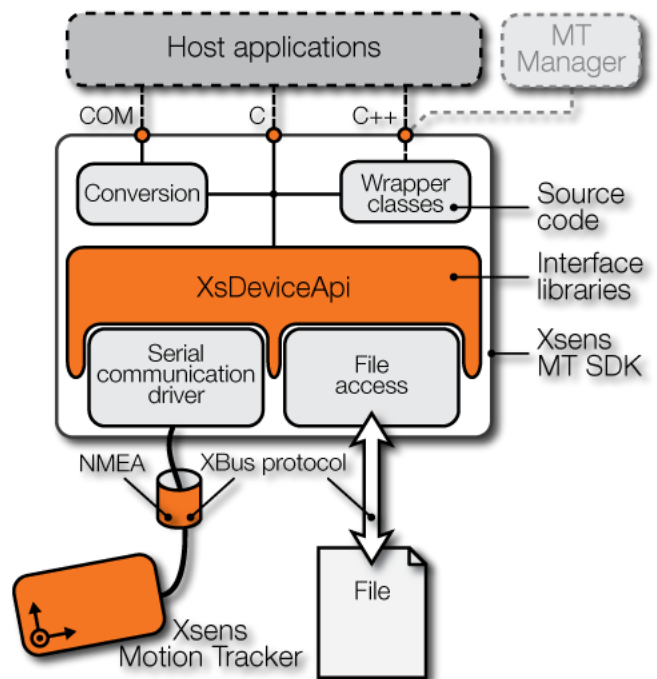 Host applications
MT
Manager
COM
C
C++
Conversion
Wrapper
classes
Source
code
XsDeviceApi
Interface
libraries
Serial
communication
driver
File
access
Xsens
MT SDK
NMEA
XBus protocol
File
Xsens
Motion Tracker